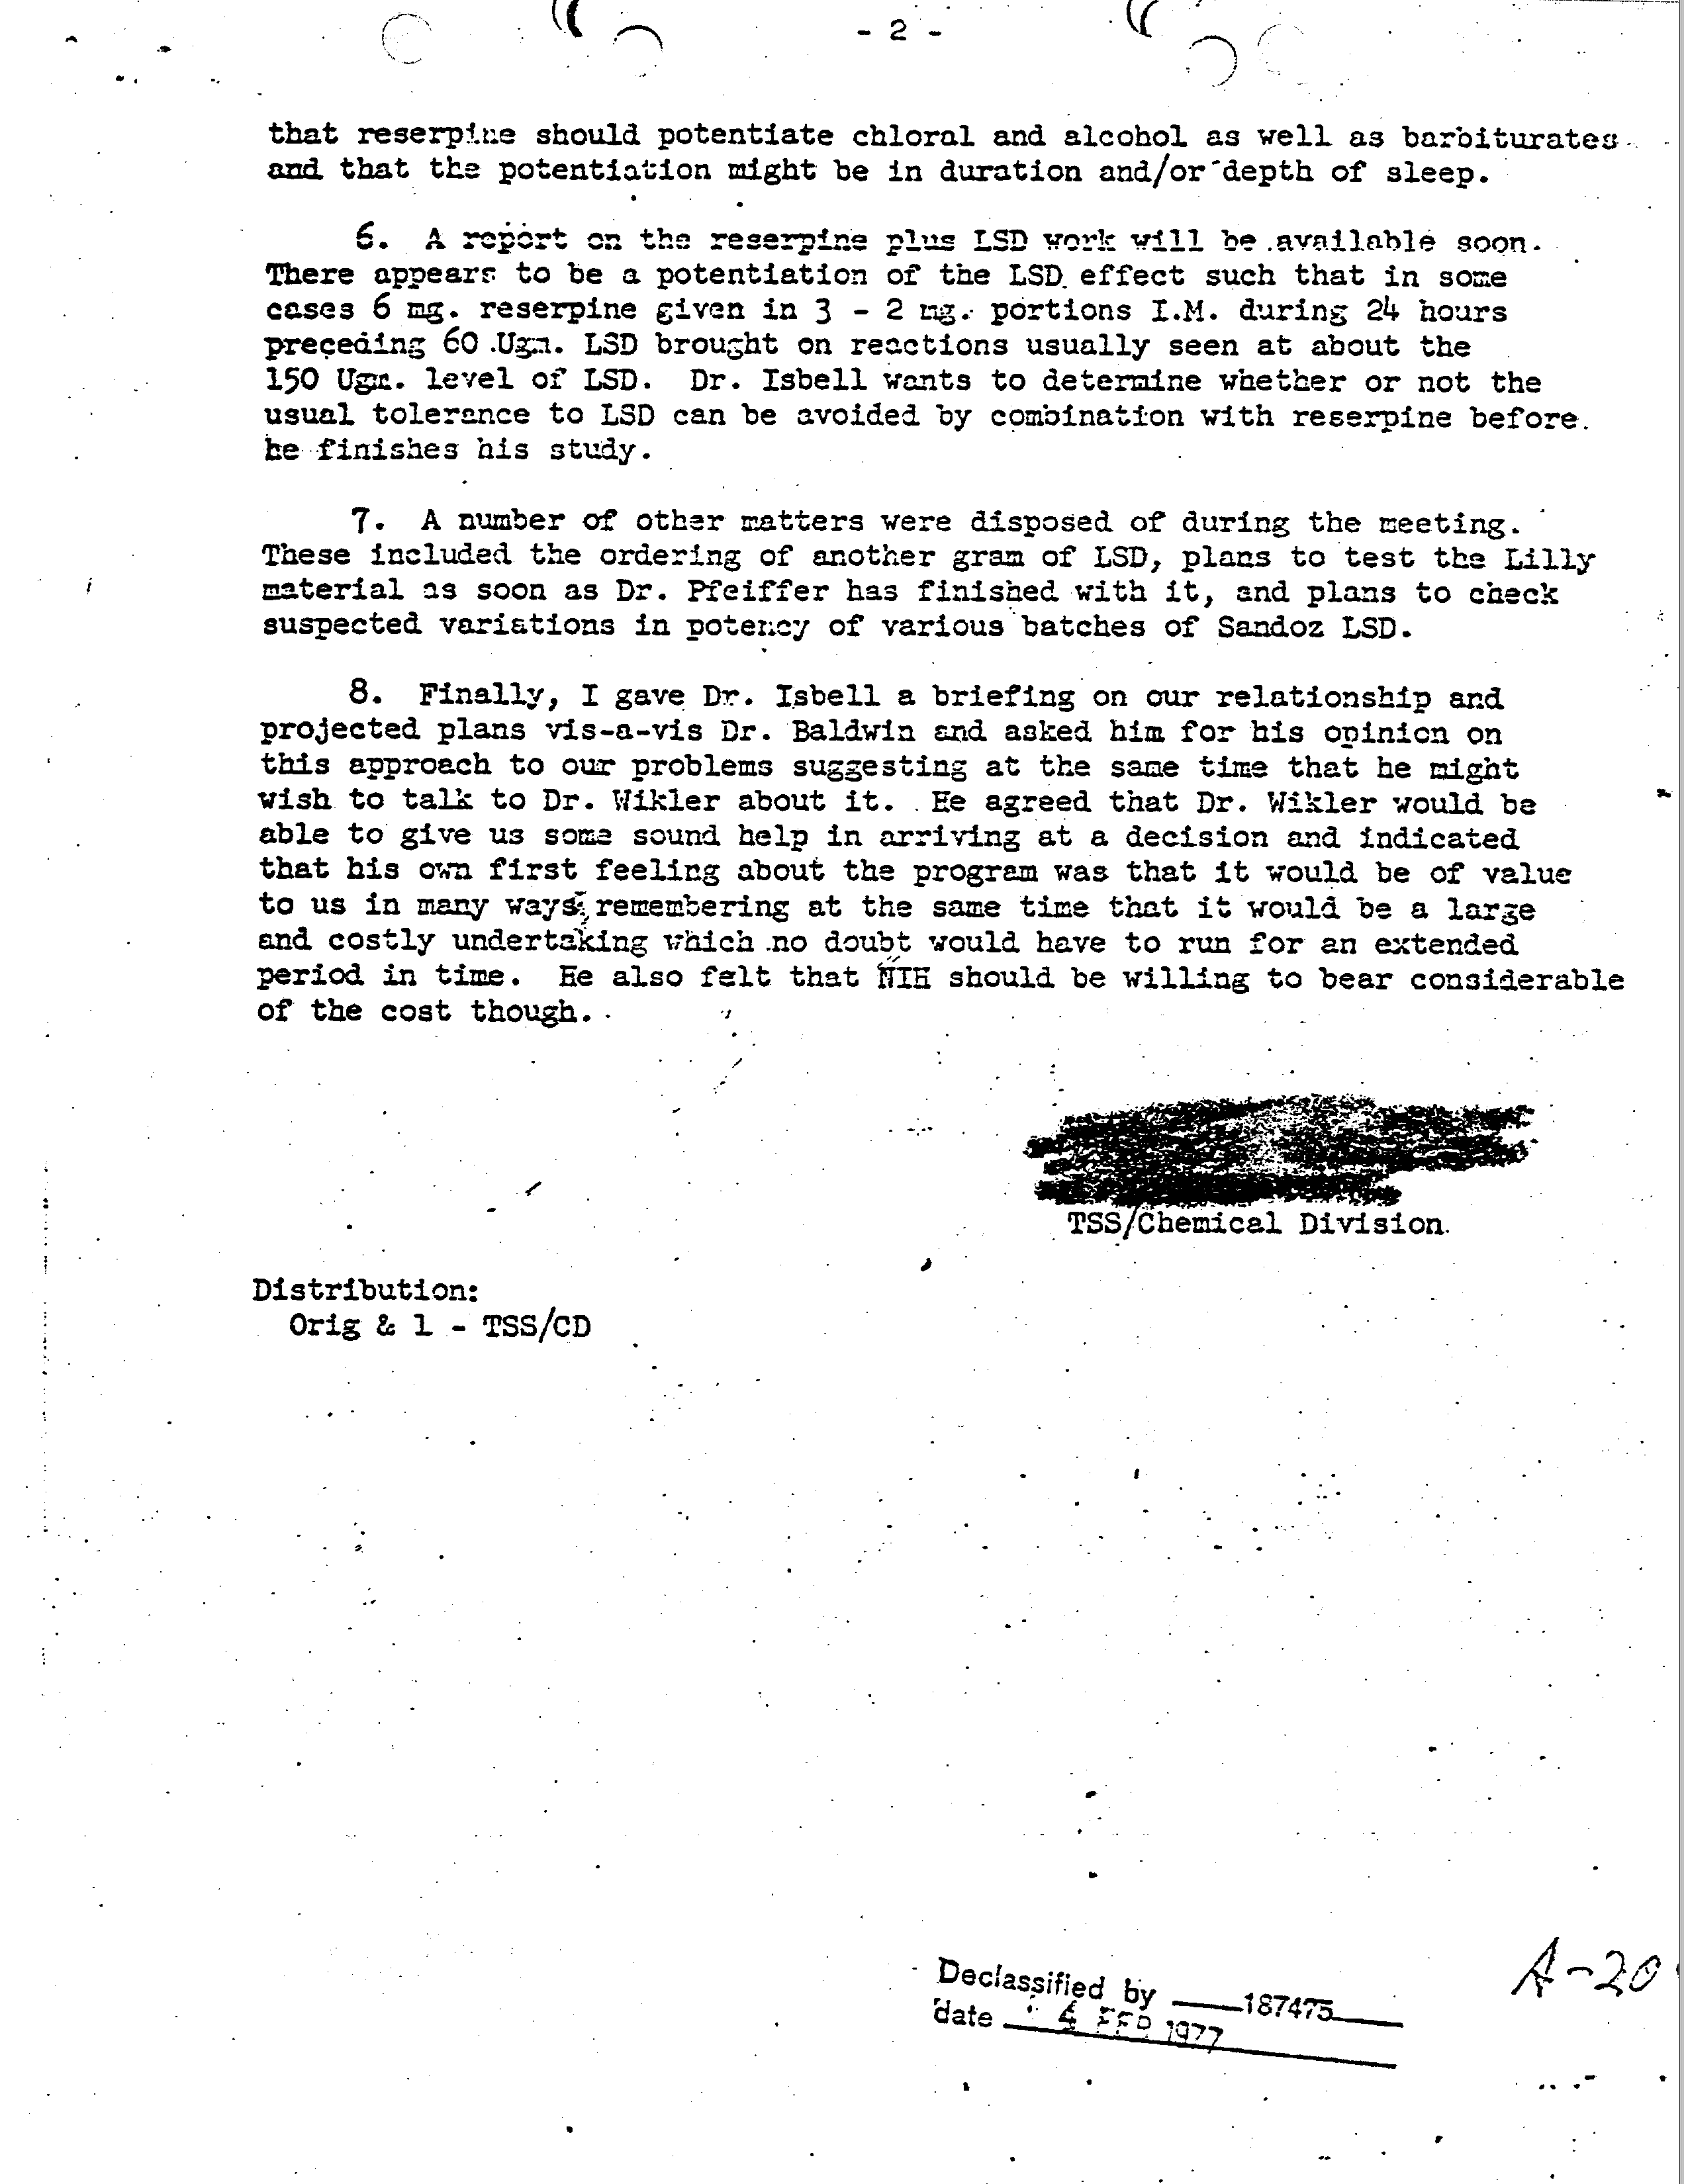 - 2 -
that reserpine should potentiate chloral and alcohol as well as barbiturates
and that the potentiation might be in duration and/or depth of sleep.
6. A report on the reserpine plus LSD work will be available soon.
There appears to be a potentiation of the LSD effect such that in some
cases 6 mg. reserpine given in 3 - 2 mg. portions I.M. during 24 hours
preceding 60 Ugm. LSD brought on reactions usually seen at about the
150 Ugm. level of LSD. Dr. Isbell wants to determine whether or not the
usual tolerance to LSD can be avoided by combination with reserpine before
he finishes his study.
7. A number of other matters were disposed of during the meeting.
These included the ordering of another gram of LSD, plans to test the Lilly
material as soon as Dr. Pfeiffer has finished with it, and plans to check
suspected variations in potency of various batches of Sandoz LSD.
8. Finally, I gave Dr. Isbell a briefing on our relationship and
projected plans vis-a-vis Dr. Baldwin and asked him for his opinion on
this approach to our problems suggesting at the same time that he might
wish to talk to Dr. Wikler about it. He agreed that Dr. Wikler would be
able to give us some sound help in arriving at a decision and indicated
that his own first feeling about the program was that it would be of value
to us in many ways, remembering at the same time that it would be a large
and costly undertaking which no doubt would have to run for an extended
period in time. He also felt that NIH should be willing to bear considerable
of the cost though.
TSS/Chemical Division
Distribution:
Orig & 1 - TSS/CD
Declassified by 187475
date 4 FEB 1977
A-20